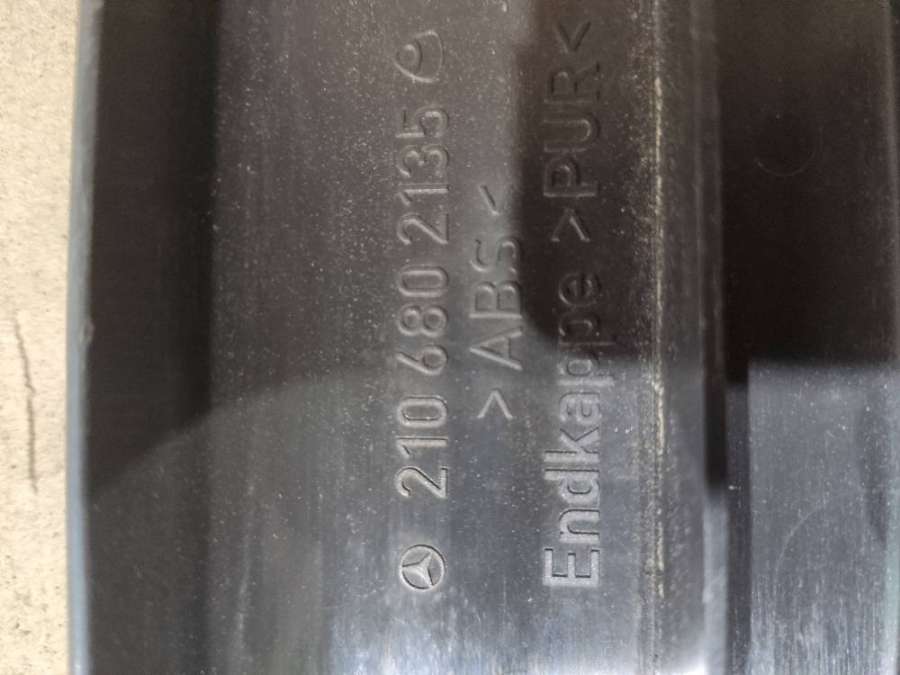 210 680 2135
>ABS<
Endkappe >PUR<